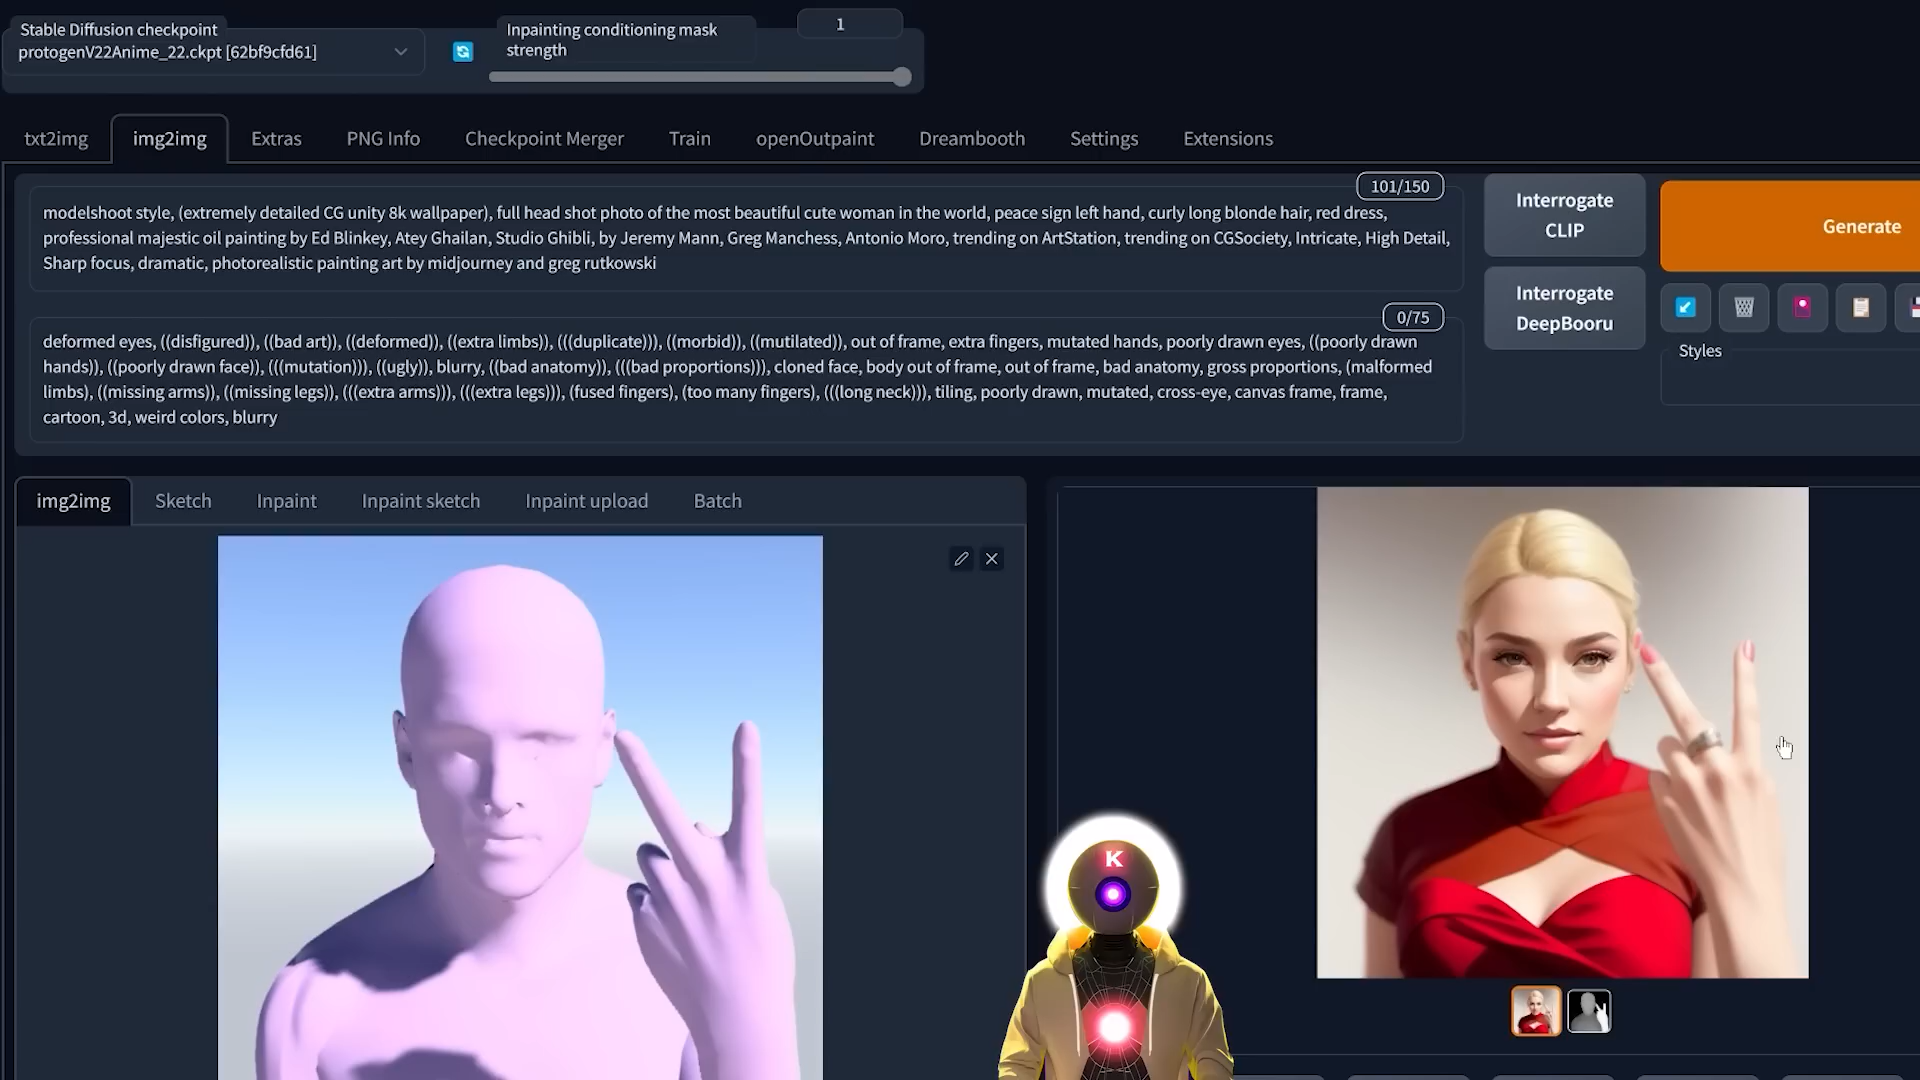 Stable Diffusion checkpoint
protogenV22Anime_22.ckpt [62bf9cfd61]
Inpainting conditioning mask
strength
1
txt2img
img2img
Extras
PNG Info
Checkpoint Merger
Train
openOutpaint
Dreambooth
Settings
Extensions
101/150
modelshoot style, (extremely detailed CG unity 8k wallpaper), full head shot photo of the most beautiful cute woman in the world, peace sign left hand, curly long blonde hair, red dress,
professional majestic oil painting by Ed Blinkey, Atey Ghailan, Studio Ghibli, by Jeremy Mann, Greg Manchess, Antonio Moro, trending on ArtStation, trending on CGSociety, Intricate, High Detail,
Sharp focus, dramatic, photorealistic painting art by midjourney and greg rutkowski
Interrogate
CLIP
Generate
0/75
deformed eyes, ((disfigured)), ((bad art)), ((deformed)), ((extra limbs)), (((duplicate))), ((morbid)), ((mutilated)), out of frame, extra fingers, mutated hands, poorly drawn eyes, ((poorly drawn
hands)), ((poorly drawn face)), (((mutation))), ((ugly)), blurry, ((bad anatomy)), (((bad proportions))), cloned face, body out of frame, out of frame, bad anatomy, gross proportions, (malformed
limbs), ((missing arms)), ((missing legs)), (((extra arms))), (((extra legs))), (fused fingers), (too many fingers), (((long neck))), tiling, poorly drawn, mutated, cross-eye, canvas frame, frame,
cartoon, 3d, weird colors, blurry
Interrogate
DeepBooru
Styles
img2img
Sketch
Inpaint
Inpaint sketch
Inpaint upload
Batch
K